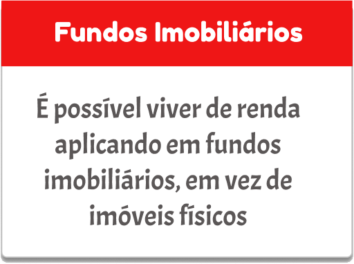 Fundos Imobiliários
É possível viver de renda
aplicando em fundos
imobiliários, em vez de
imóveis físicos